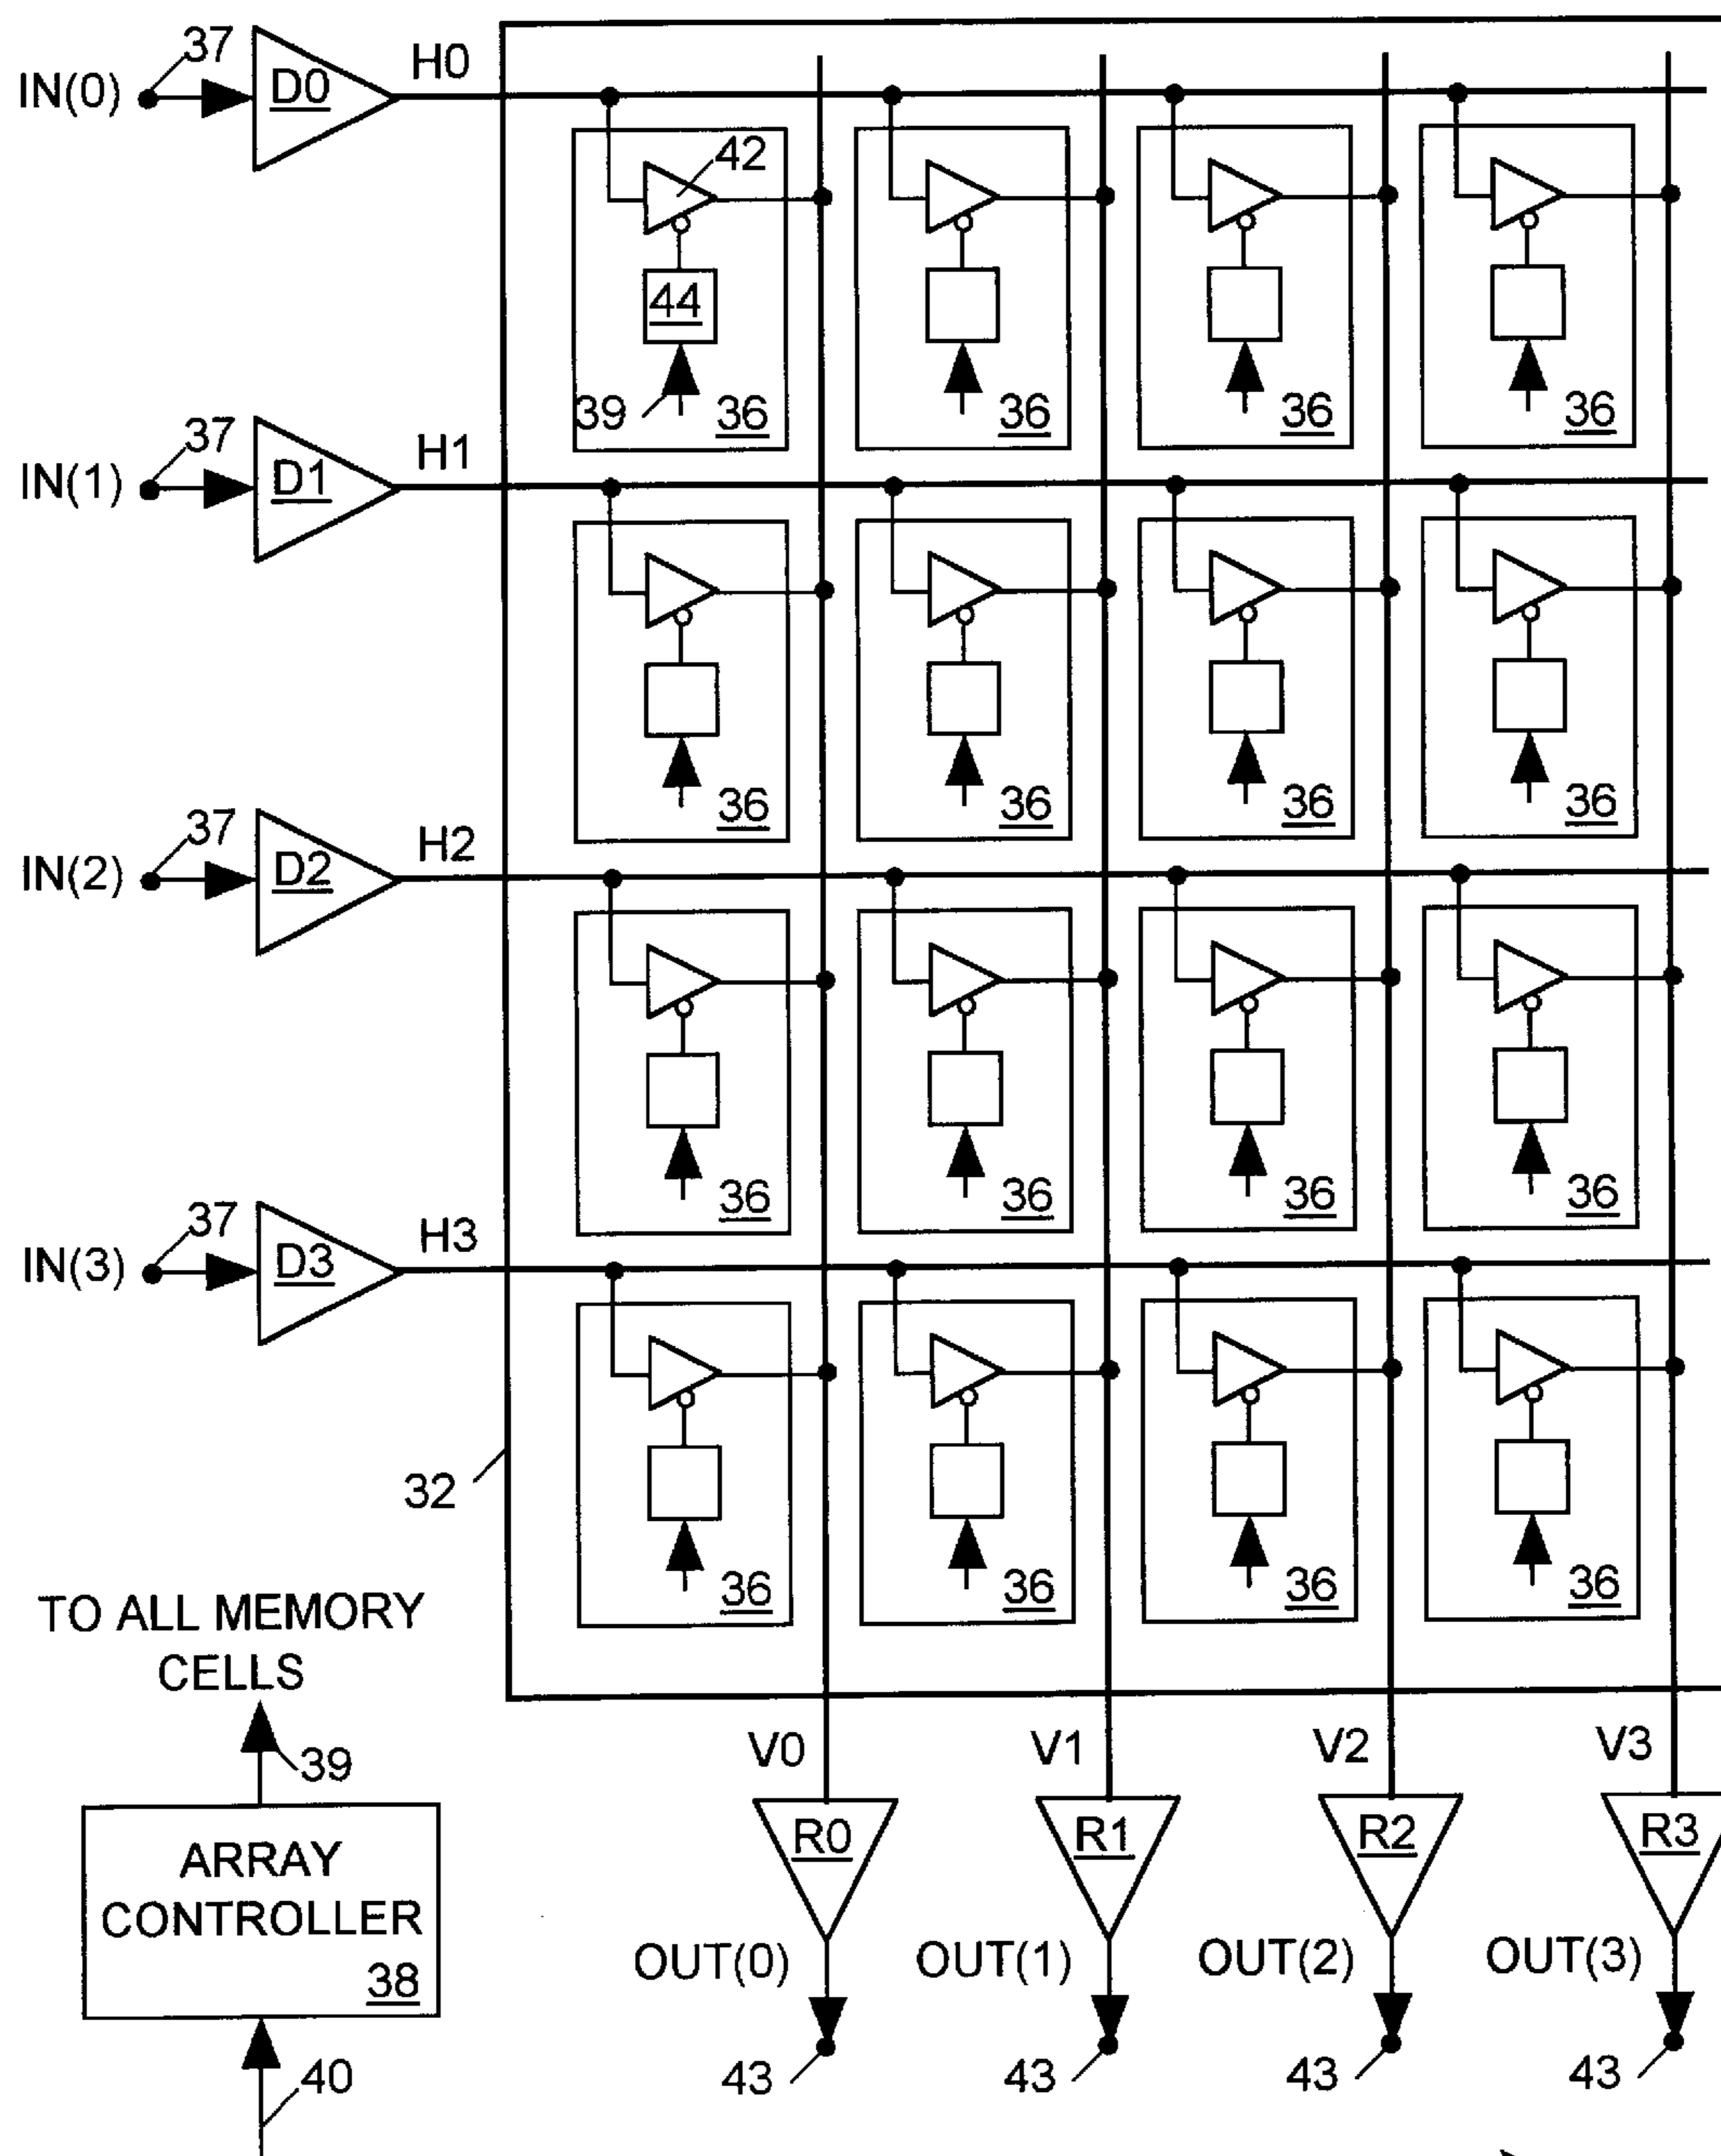 37
IN(0)
D0
H0
42
44
39
36
36
36
36
37
IN(1)
D1
H1
36
36
36
36
37
IN(2)
D2
H2
36
36
36
36
37
IN(3)
D3
H3
36
36
36
36
32
TO ALL MEMORY
CELLS
39
ARRAY
CONTROLLER
38
40
V0
V1
V2
V3
R0
R1
R2
R3
OUT(0)
OUT(1)
OUT(2)
OUT(3)
43
43
43
43